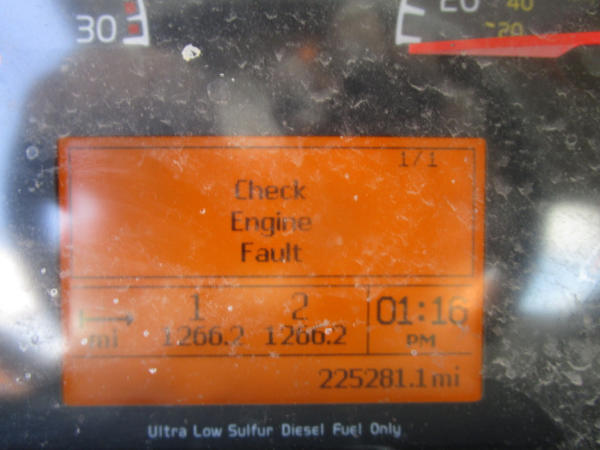 30
20 40
-20
1/1
Check
Engine
Fault
1 2
mi 1266.2 1266.2
01:16
PM
225281.1 mi
Ultra Low Sulfur Diesel Fuel Only